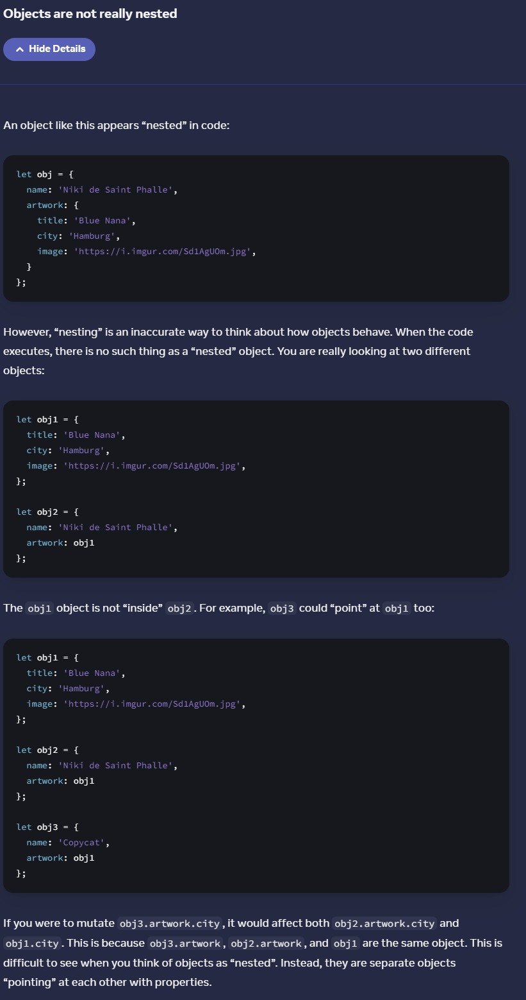 Objects are not really nested
Hide Details
An object like this appears “nested” in code:
let obj = {
  name: 'Niki de Saint Phalle',
  artwork: {
    title: 'Blue Nana',
    city: 'Hamburg',
    image: 'https://i.imgur.com/Sd1AgUOm.jpg',
  }
};
However, “nesting” is an inaccurate way to think about how objects behave. When the code
executes, there is no such thing as a “nested” object. You are really looking at two different
objects:
let obj1 = {
  title: 'Blue Nana',
  city: 'Hamburg',
  image: 'https://i.imgur.com/Sd1AgUOm.jpg',
};
let obj2 = {
  name: 'Niki de Saint Phalle',
  artwork: obj1
};
The obj1 object is not “inside” obj2. For example, obj3 could “point” at obj1 too:
let obj1 = {
  title: 'Blue Nana',
  city: 'Hamburg',
  image: 'https://i.imgur.com/Sd1AgUOm.jpg',
};
let obj2 = {
  name: 'Niki de Saint Phalle',
  artwork: obj1
};
let obj3 = {
  name: 'Copycat',
  artwork: obj1
};
If you were to mutate obj3.artwork.city, it would affect both obj2.artwork.city and
obj1.city. This is because obj3.artwork, obj2.artwork, and obj1 are the same object. This is
difficult to see when you think of objects as “nested”. Instead, they are separate objects
“pointing” at each other with properties.